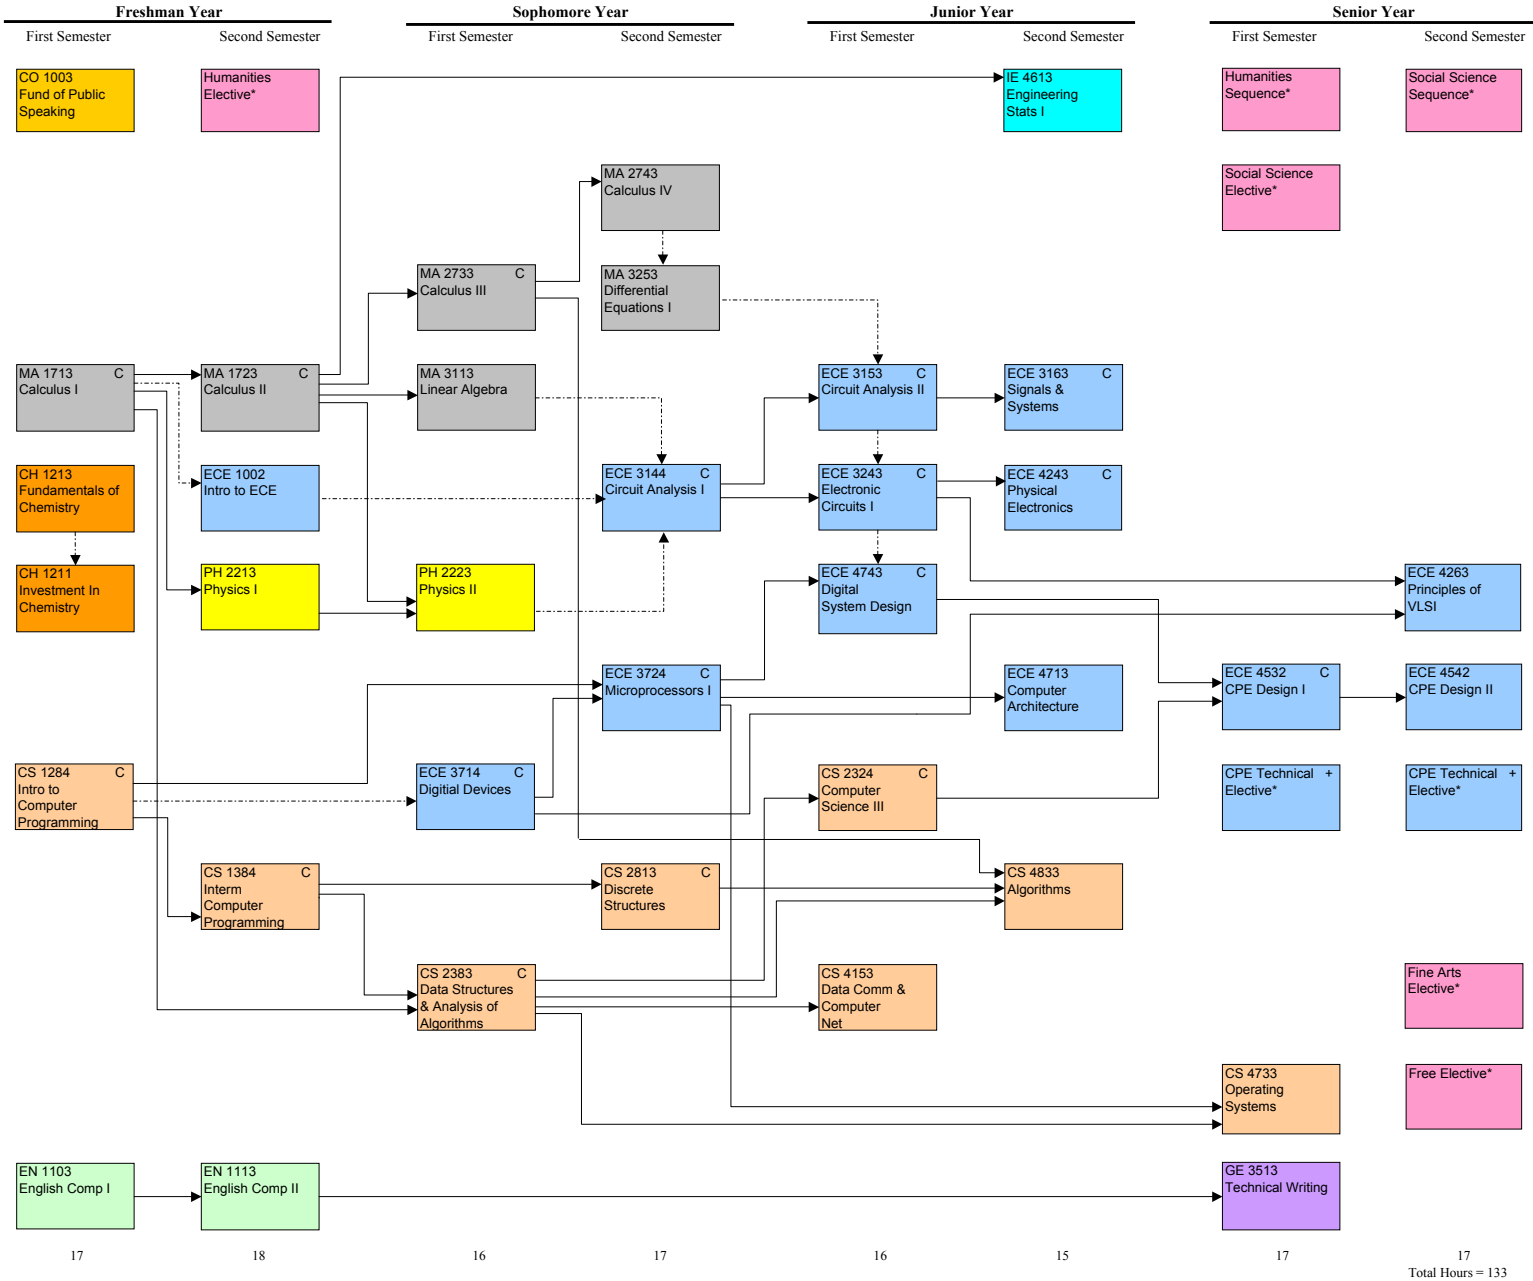 Freshman Year
Sophomore Year
Junior Year
Senior Year
First Semester
Second Semester
First Semester
Second Semester
First Semester
Second Semester
First Semester
Second Semester
CO 1003
Fund of Public
Speaking
Humanities
Elective*
IE 4613
Engineering
Stats I
Humanities
Sequence*
Social Science
Sequence*
MA 2743
Calculus IV
Social Science
Elective*
MA 2733 C
Calculus III
MA 3253
Differential
Equations I
MA 1713 C
Calculus I
MA 1723 C
Calculus II
MA 3113
Linear Algebra
ECE 3153 C
Circuit Analysis II
ECE 3163 C
Signals &
Systems
CH 1213
Fundamentals of
Chemistry
ECE 1002
Intro to ECE
ECE 3144 C
Circuit Analysis I
ECE 3243 C
Electronic
Circuits I
ECE 4243 C
Physical
Electronics
CH 1211
Investment In
Chemistry
PH 2213
Physics I
PH 2223
Physics II
ECE 4743 C
Digital
System Design
ECE 4263
Principles of
VLSI
ECE 3724 C
Microprocessors I
ECE 4713
Computer
Architecture
ECE 4532 C
CPE Design I
ECE 4542
CPE Design II
CS 1284 C
Intro to
Computer
Programming
ECE 3714 C
Digitial Devices
CS 2324 C
Computer
Science III
CPE Technical +
Elective*
CPE Technical +
Elective*
CS 1384 C
Interm
Computer
Programming
CS 2813 C
Discrete
Structures
CS 4833
Algorithms
CS 2383 C
Data Structures
& Analysis of
Algorithms
CS 4153
Data Comm &
Computer
Net
Fine Arts
Elective*
CS 4733
Operating
Systems
Free Elective*
EN 1103
English Comp I
EN 1113
English Comp II
GE 3513
Technical Writing
17
18
16
17
16
15
17
17
Total Hours = 133